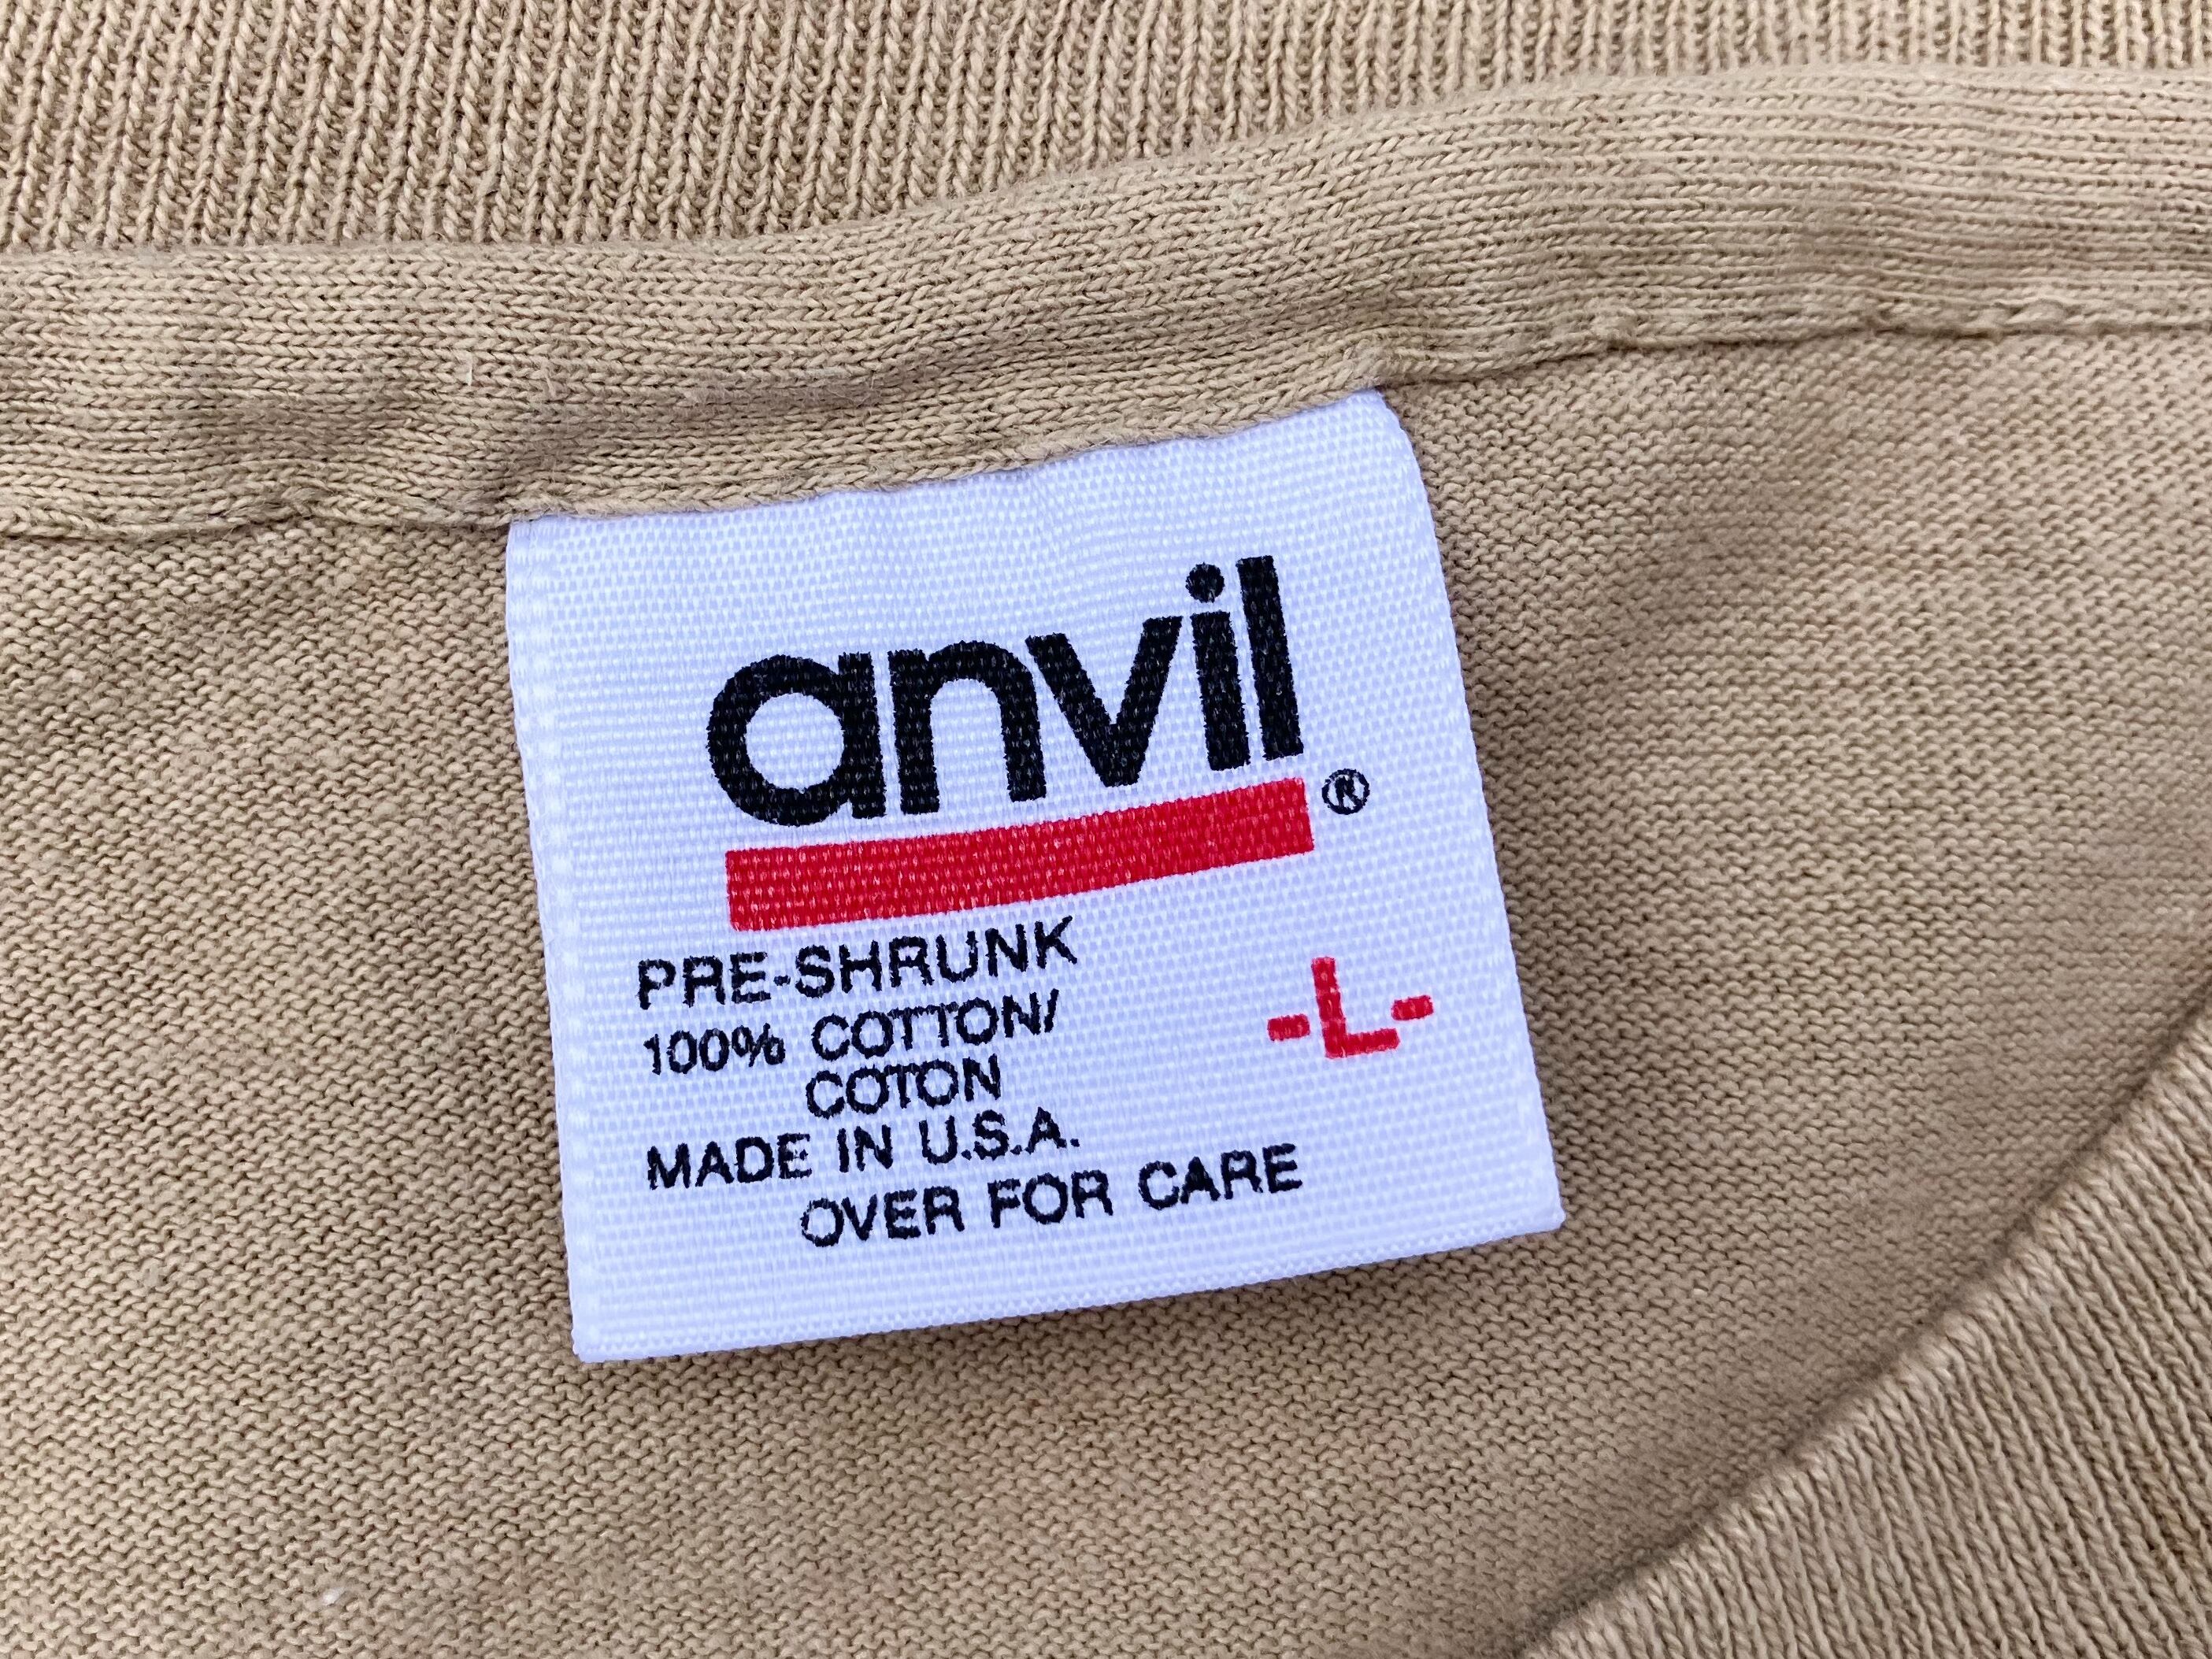 anvil®
PRE-SHRUNK
100% COTTON/
-L-
COTON
MADE IN U.S.A.
OVER FOR CARE